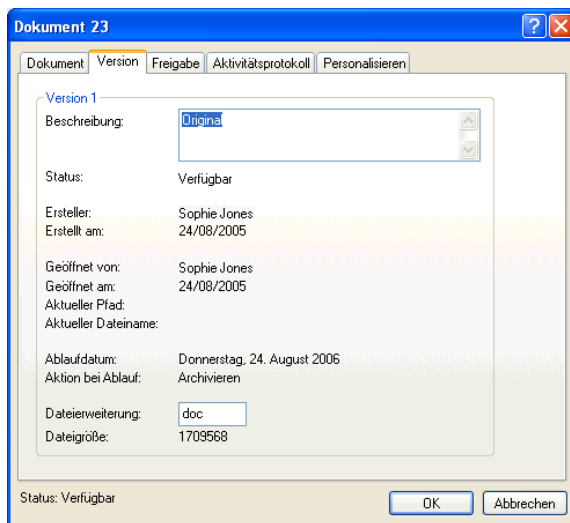 Dokument 23
Dokument Version Freigabe Aktivitätsprotokoll Personalisieren
Version 1
Beschreibung: Original
Status: Verfügbar
Ersteller: Sophie Jones
Erstellt am: 24/08/2005
Geöffnet von: Sophie Jones
Geöffnet am: 24/08/2005
Aktueller Pfad:
Aktueller Dateiname:
Ablaufdatum: Donnerstag, 24. August 2006
Aktion bei Ablauf: Archivieren
Dateierweiterung: doc
Dateigröße: 1709568
Status: Verfügbar OK Abbrechen